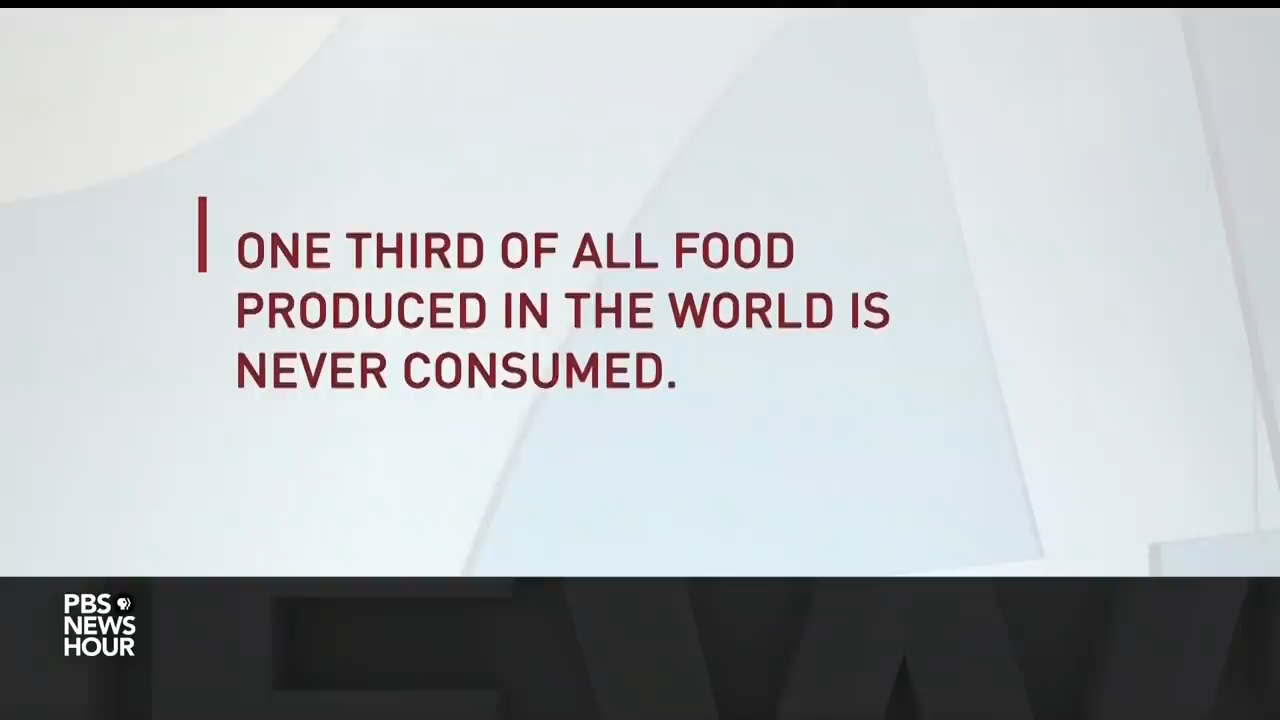 ONE THIRD OF ALL FOOD
PRODUCED IN THE WORLD IS
NEVER CONSUMED.
PBS
NEWS
HOUR